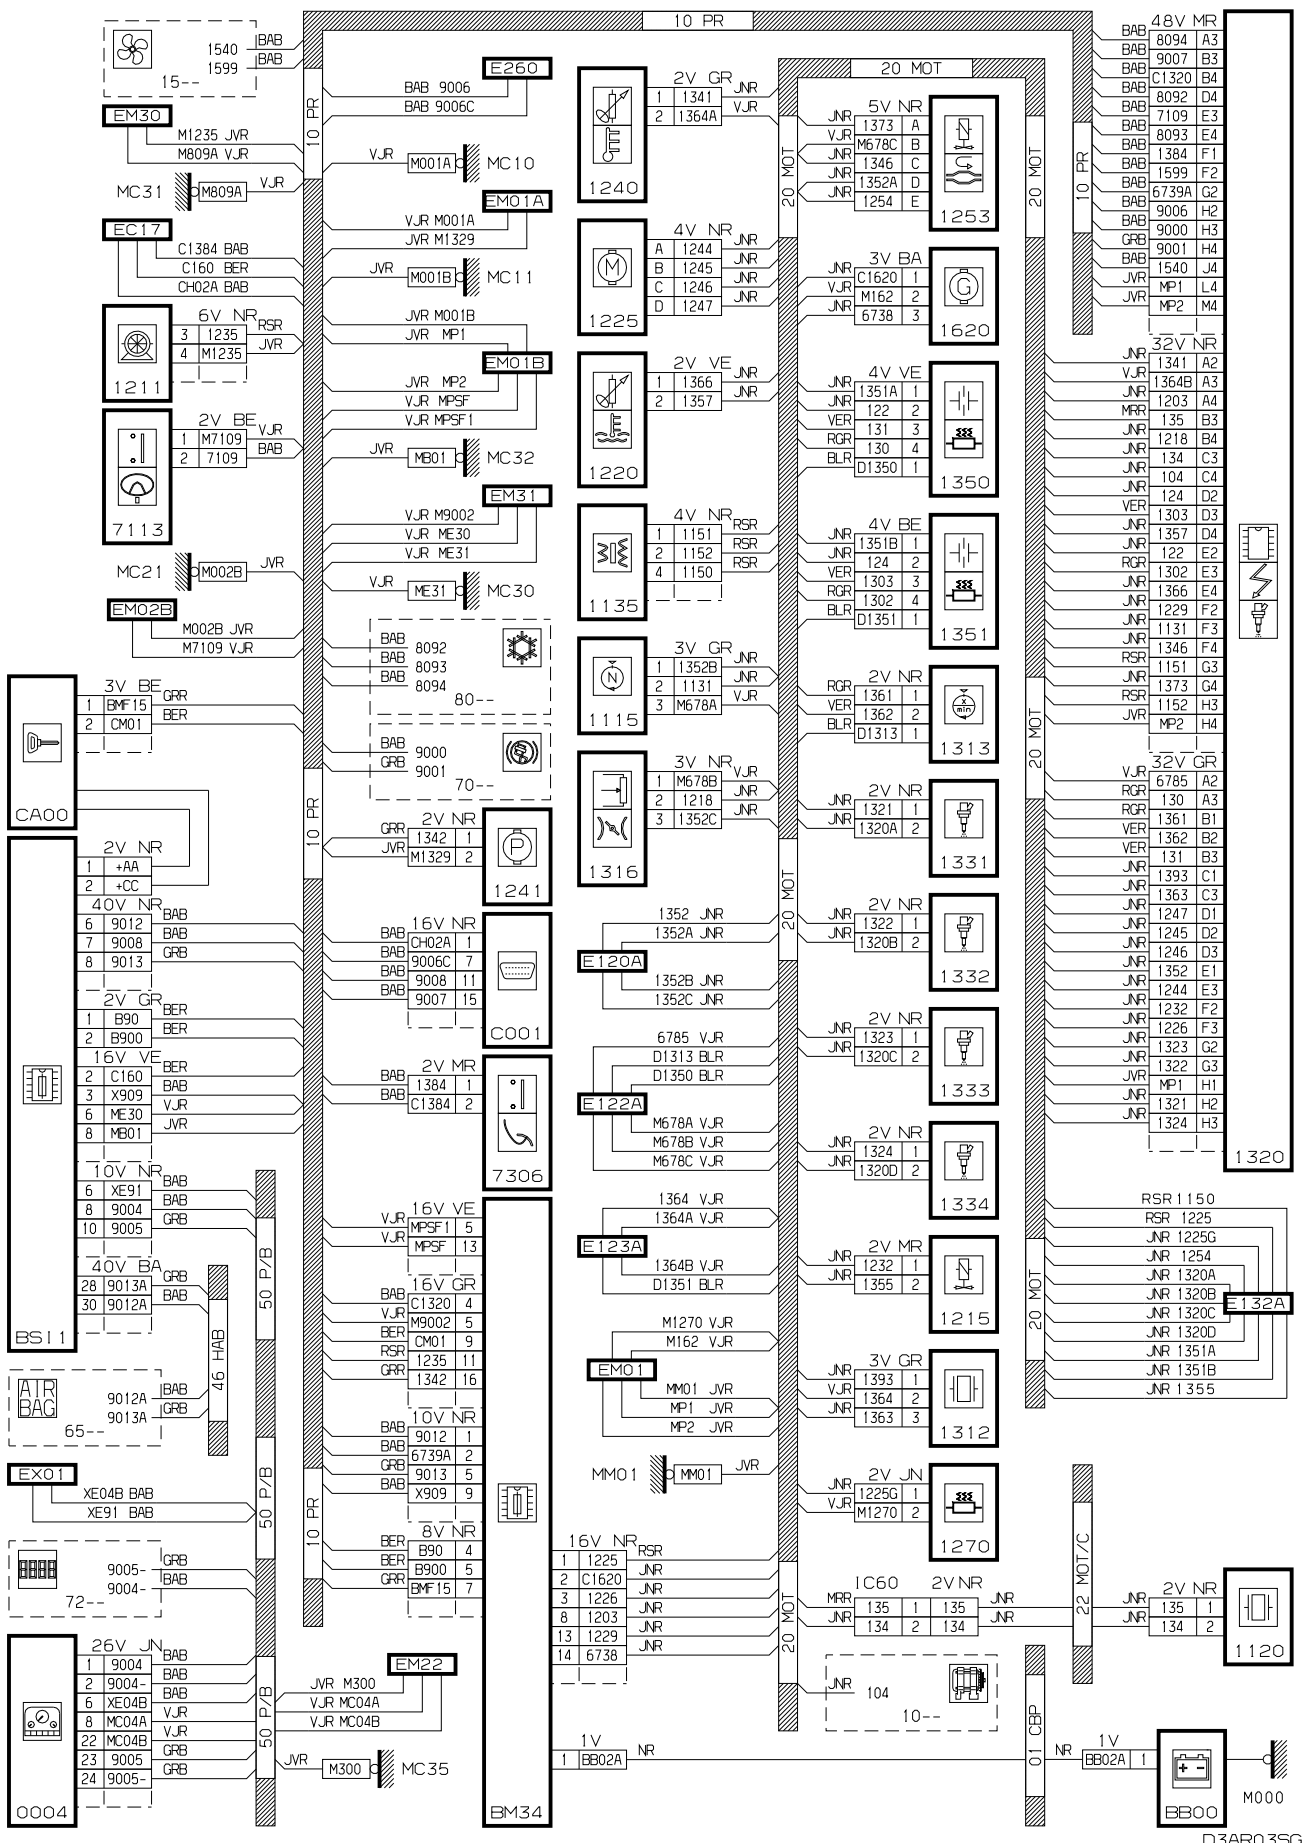 10 PR
1540 BAB
1599 BAB
15--
EM30
M1235 JVR
M809A VJR
MC31 M809A VJR
EC17
C1384 BAB
C160 BER
CH02A BAB
1211
6V NR
3 1235 RSR
4 M1235 JVR
7113
2V BE
1 M7109 VJR
2 7109 BAB
MC21 M002B JVR
EM02B
M002B JVR
M7109 VJR
CA00
3V BE
1 BMF15 GRR
2 CM01 BER
BSI1
2V NR
1 +AA
2 +CC
40V NR
6 9012 BAB
7 9008 BAB
8 9013 GRB
2V GR
1 B90 BER
2 B900 BER
16V VE
2 C160 BER
3 X909 BAB
6 ME30 VJR
8 MB01 JVR
10V NR
6 XE91 BAB
8 9004 BAB
10 9005 GRB
40V BA
28 9013A GRB
30 9012A BAB
46 HAB
AIR BAG
9012A BAB
9013A GRB
65--
EX01
XE04B BAB
XE91 BAB
9005- GRB
9004- BAB
72--
0004
26V JN
1 9004 BAB
2 9004- BAB
6 XE04B BAB
8 MC04A VJR
22 MC04B VJR
23 9005 GRB
24 9005- GRB
50 P/B
50 P/B
50 P/B
10 PR
10 PR
10 PR
E260
BAB 9006
BAB 9006C
VJR M001A MC10
EM01A
VJR M001A
JVR M1329
JVR M001B MC11
JVR M001B
JVR MP1
EM01B
JVR MP2
VJR MPSF
VJR MPSF1
JVR MB01 MC32
EM31
VJR M9002
VJR ME30
VJR ME31
VJR ME31 MC30
BAB 8092
BAB 8093
BAB 8094
80--
BAB 9000
GRB 9001
70--
1241
2V NR
GRR 1342 1
JVR M1329 2
C001
16V NR
BAB CH02A 1
BAB 9006C 7
BAB 9008 11
BAB 9007 15
7306
2V MR
BAB 1384 1
BAB C1384 2
BM34
16V VE
VJR MPSF1 5
VJR MPSF 13
16V GR
BAB C1320 4
VJR M9002 5
BER CM01 9
RSR 1235 11
GRR 1342 16
10V NR
BAB 9012 1
BAB 6739A 2
GRB 9013 5
BAB X909 9
8V NR
BER B90 4
BER B900 5
GRR BMF15 7
EM22
JVR M300
VJR MC04A
VJR MC04B
JVR M300 MC35
16V NR
1 1225 RSR
2 C1620 JNR
3 1226 JNR
8 1203 JNR
13 1229 JNR
14 6738 JNR
1V
1 BB02A NR
1240
2V GR
1 1341 JNR
2 1364A VJR
M
1225
4V NR
A 1244 JNR
B 1245 JNR
C 1246 JNR
D 1247 JNR
1220
2V VE
1 1366 JNR
2 1357 JNR
1135
4V NR
1 1151 RSR
2 1152 RSR
4 1150 RSR
N
1115
3V GR
1 1352B JNR
2 1131 JNR
3 M678A VJR
1316
3V NR
1 M678B VJR
2 1218 JNR
3 1352C JNR
1352 JNR
1352A JNR
E120A
1352B JNR
1352C JNR
6785 VJR
D1313 BLR
D1350 BLR
E122A
M678A VJR
M678B VJR
M678C VJR
1364 VJR
1364A VJR
E123A
1364B VJR
D1351 BLR
M1270 VJR
M162 VJR
EM01
MM01 JVR
MP1 JVR
MP2 JVR
MM01 MM01 JVR
20 MOT
20 MOT
20 MOT
20 MOT
20 MOT
20 MOT
20 MOT
1253
5V NR
JNR 1373 A
VJR M678C B
JNR 1346 C
JNR 1352A D
JNR 1254 E
G
1620
3V BA
JNR C1620 1
VJR M162 2
JNR 6738 3
1350
4V VE
JNR 1351A 1
JNR 122 2
VER 131 3
RGR 130 4
BLR D1350 1
1351
4V BE
JNR 1351B 1
JNR 124 2
VER 1303 3
RGR 1302 4
BLR D1351 1
x min
1313
2V NR
RGR 1361 1
VER 1362 2
BLR D1313 1
1331
2V NR
JNR 1321 1
JNR 1320A 2
1332
2V NR
JNR 1322 1
JNR 1320B 2
1333
2V NR
JNR 1323 1
JNR 1320C 2
1334
2V NR
JNR 1324 1
JNR 1320D 2
1215
2V MR
JNR 1232 1
JNR 1355 2
1312
3V GR
JNR 1393 1
VJR 1364 2
JNR 1363 3
1270
2V JN
JNR 1225G 1
VJR M1270 2
IC60 2V NR
MRR 135 1 135 JNR
JNR 134 2 134 JNR
JNR 104
10--
22 MOT/C
01 CBP
1120
2V NR
JNR 135 1
JNR 134 2
BB00
1V
NR BB02A 1
M000
10 PR
1320
48V MR
BAB 8094 A3
BAB 9007 B3
BAB C1320 B4
BAB 8092 D4
BAB 7109 E3
BAB 8093 E4
BAB 1384 F1
BAB 1599 F2
BAB 6739A G2
BAB 9006 H2
BAB 9000 H3
GRB 9001 H4
BAB 1540 J4
JVR MP1 L4
JVR MP2 M4
32V NR
JNR 1341 A2
VJR 1364B A3
JNR 1203 A4
MRR 135 B3
JNR 1218 B4
JNR 134 C3
JNR 104 C4
JNR 124 D2
VER 1303 D3
JNR 1357 D4
JNR 122 E2
RGR 1302 E3
JNR 1366 E4
JNR 1229 F2
JNR 1131 F3
JNR 1346 F4
RSR 1151 G3
JNR 1373 G4
RSR 1152 H3
JVR MP2 H4
32V GR
VJR 6785 A2
RGR 130 A3
RGR 1361 B1
VER 1362 B2
VER 131 B3
JNR 1393 C1
JNR 1363 C3
JNR 1247 D1
JNR 1245 D2
JNR 1246 D3
JNR 1352 E1
JNR 1244 E3
JNR 1232 F2
JNR 1226 F3
JNR 1323 G2
JNR 1322 G3
JVR MP1 H1
JNR 1321 H2
JNR 1324 H3
RSR 1150
RSR 1225
JNR 1225G
JNR 1254
JNR 1320A
JNR 1320B
E132A
JNR 1320C
JNR 1320D
JNR 1351A
JNR 1351B
JNR 1355
D3AR03SG